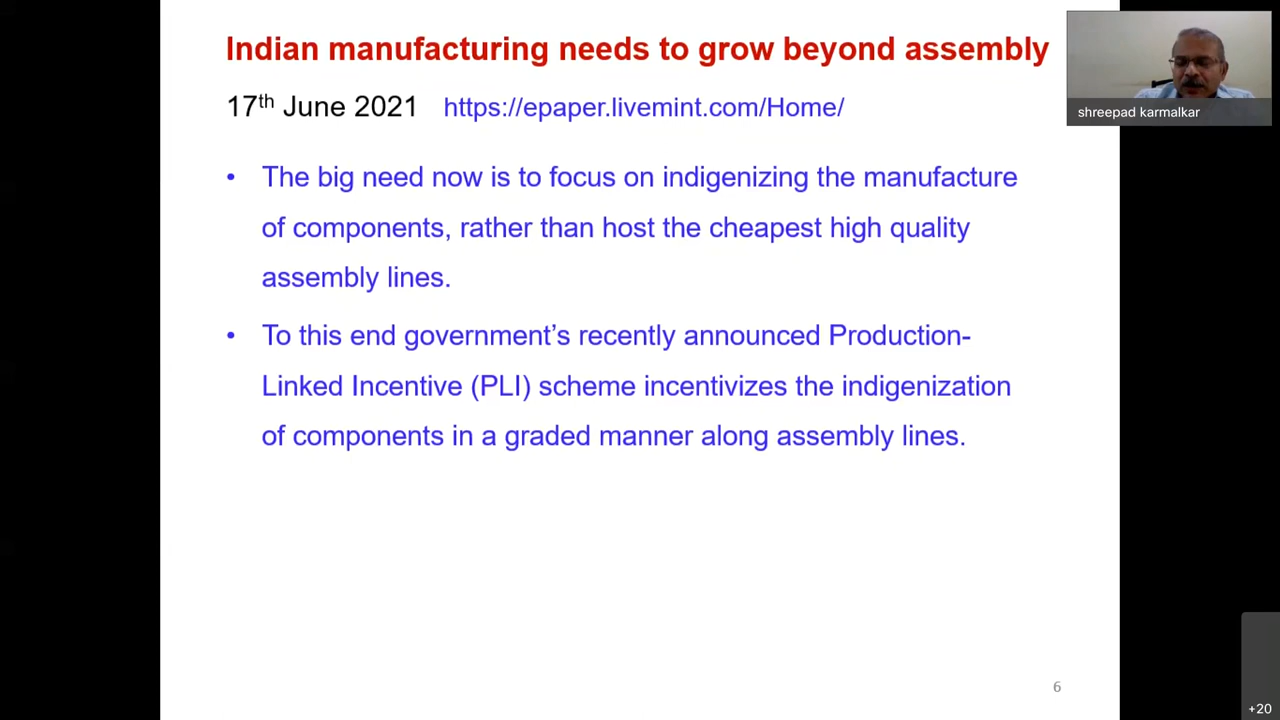 Indian manufacturing needs to grow beyond assembly
17th June 2021 https://epaper.livemint.com/Home/
• The big need now is to focus on indigenizing the manufacture
of components, rather than host the cheapest high quality
assembly lines.
• To this end government’s recently announced Production-
Linked Incentive (PLI) scheme incentivizes the indigenization
of components in a graded manner along assembly lines.
6
shreepad karmalkar
+20